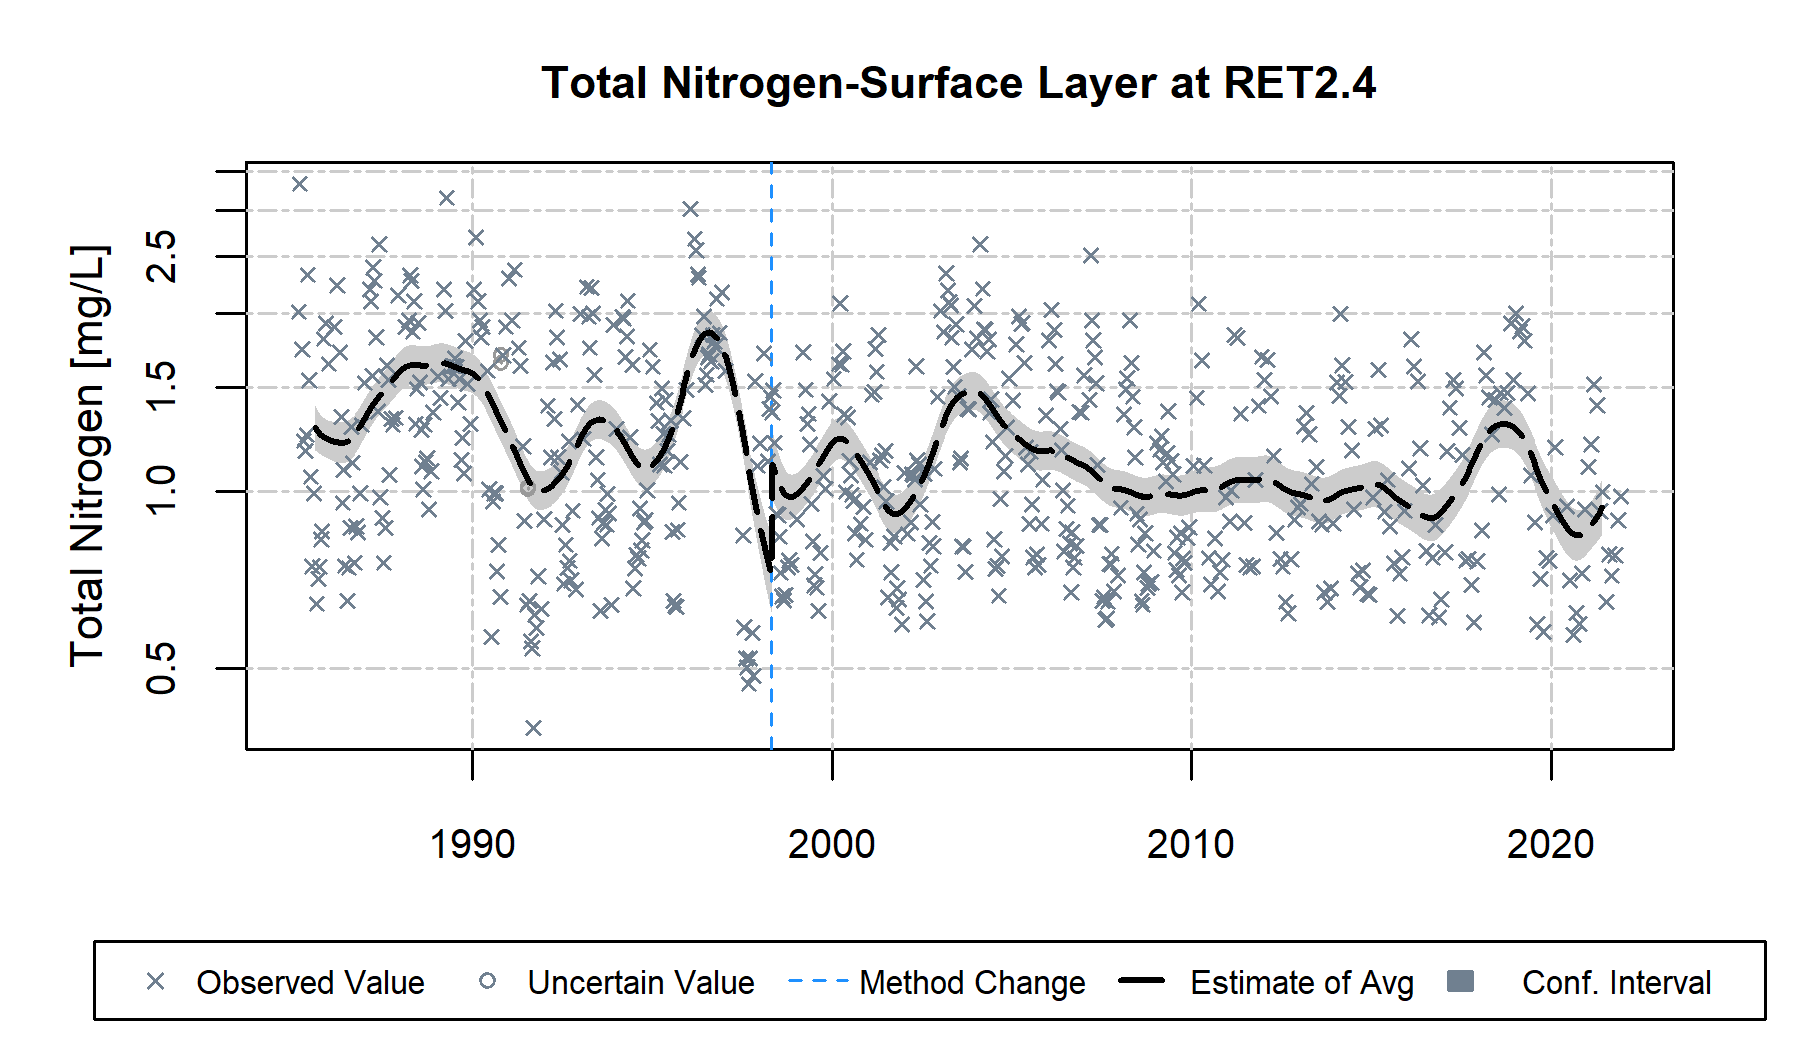 Total Nitrogen-Surface Layer at RET2.4
Total Nitrogen [mg/L]
2.5
1.5
1.0
0.5
1990 2000 2010 2020
Observed Value Uncertain Value Method Change Estimate of Avg Conf. Interval